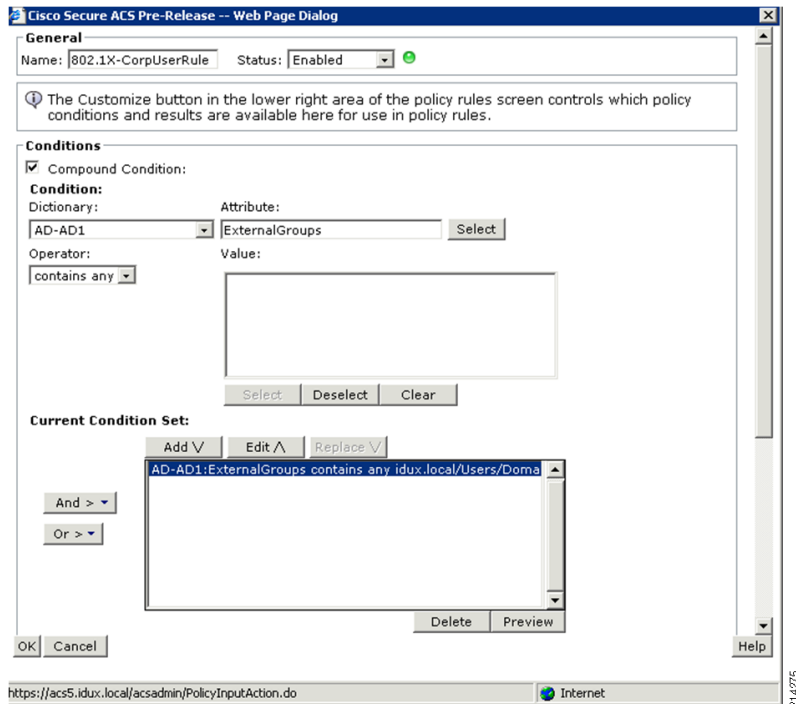 Cisco Secure ACS Pre-Release -- Web Page Dialog
General
Name: 802.1X-CorpUserRule Status: Enabled
The Customize button in the lower right area of the policy rules screen controls which policy
conditions and results are available here for use in policy rules.
Conditions
Compound Condition:
Condition:
Dictionary: Attribute:
AD-AD1 ExternalGroups Select
Operator: Value:
contains any
Select Deselect Clear
Current Condition Set:
Add V Edit Λ Replace V
AD-AD1:ExternalGroups contains any idux.local/Users/Doma
And >
Or >
Delete Preview
OK Cancel Help
https://acs5.idux.local/acsadmin/PolicyInputAction.do Internet